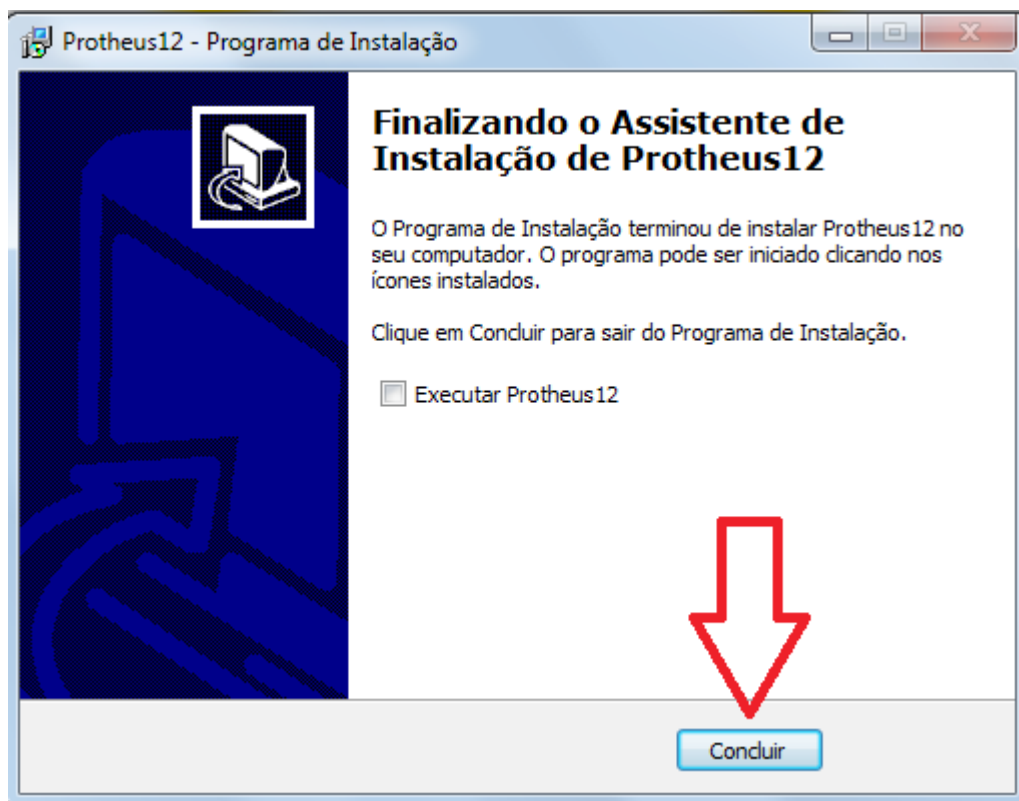 Protheus12 - Programa de Instalação
Finalizando o Assistente de
Instalação de Protheus12
O Programa de Instalação terminou de instalar Protheus12 no
seu computador. O programa pode ser iniciado clicando nos
ícones instalados.
Clique em Concluir para sair do Programa de Instalação.
Executar Protheus12
Concluir